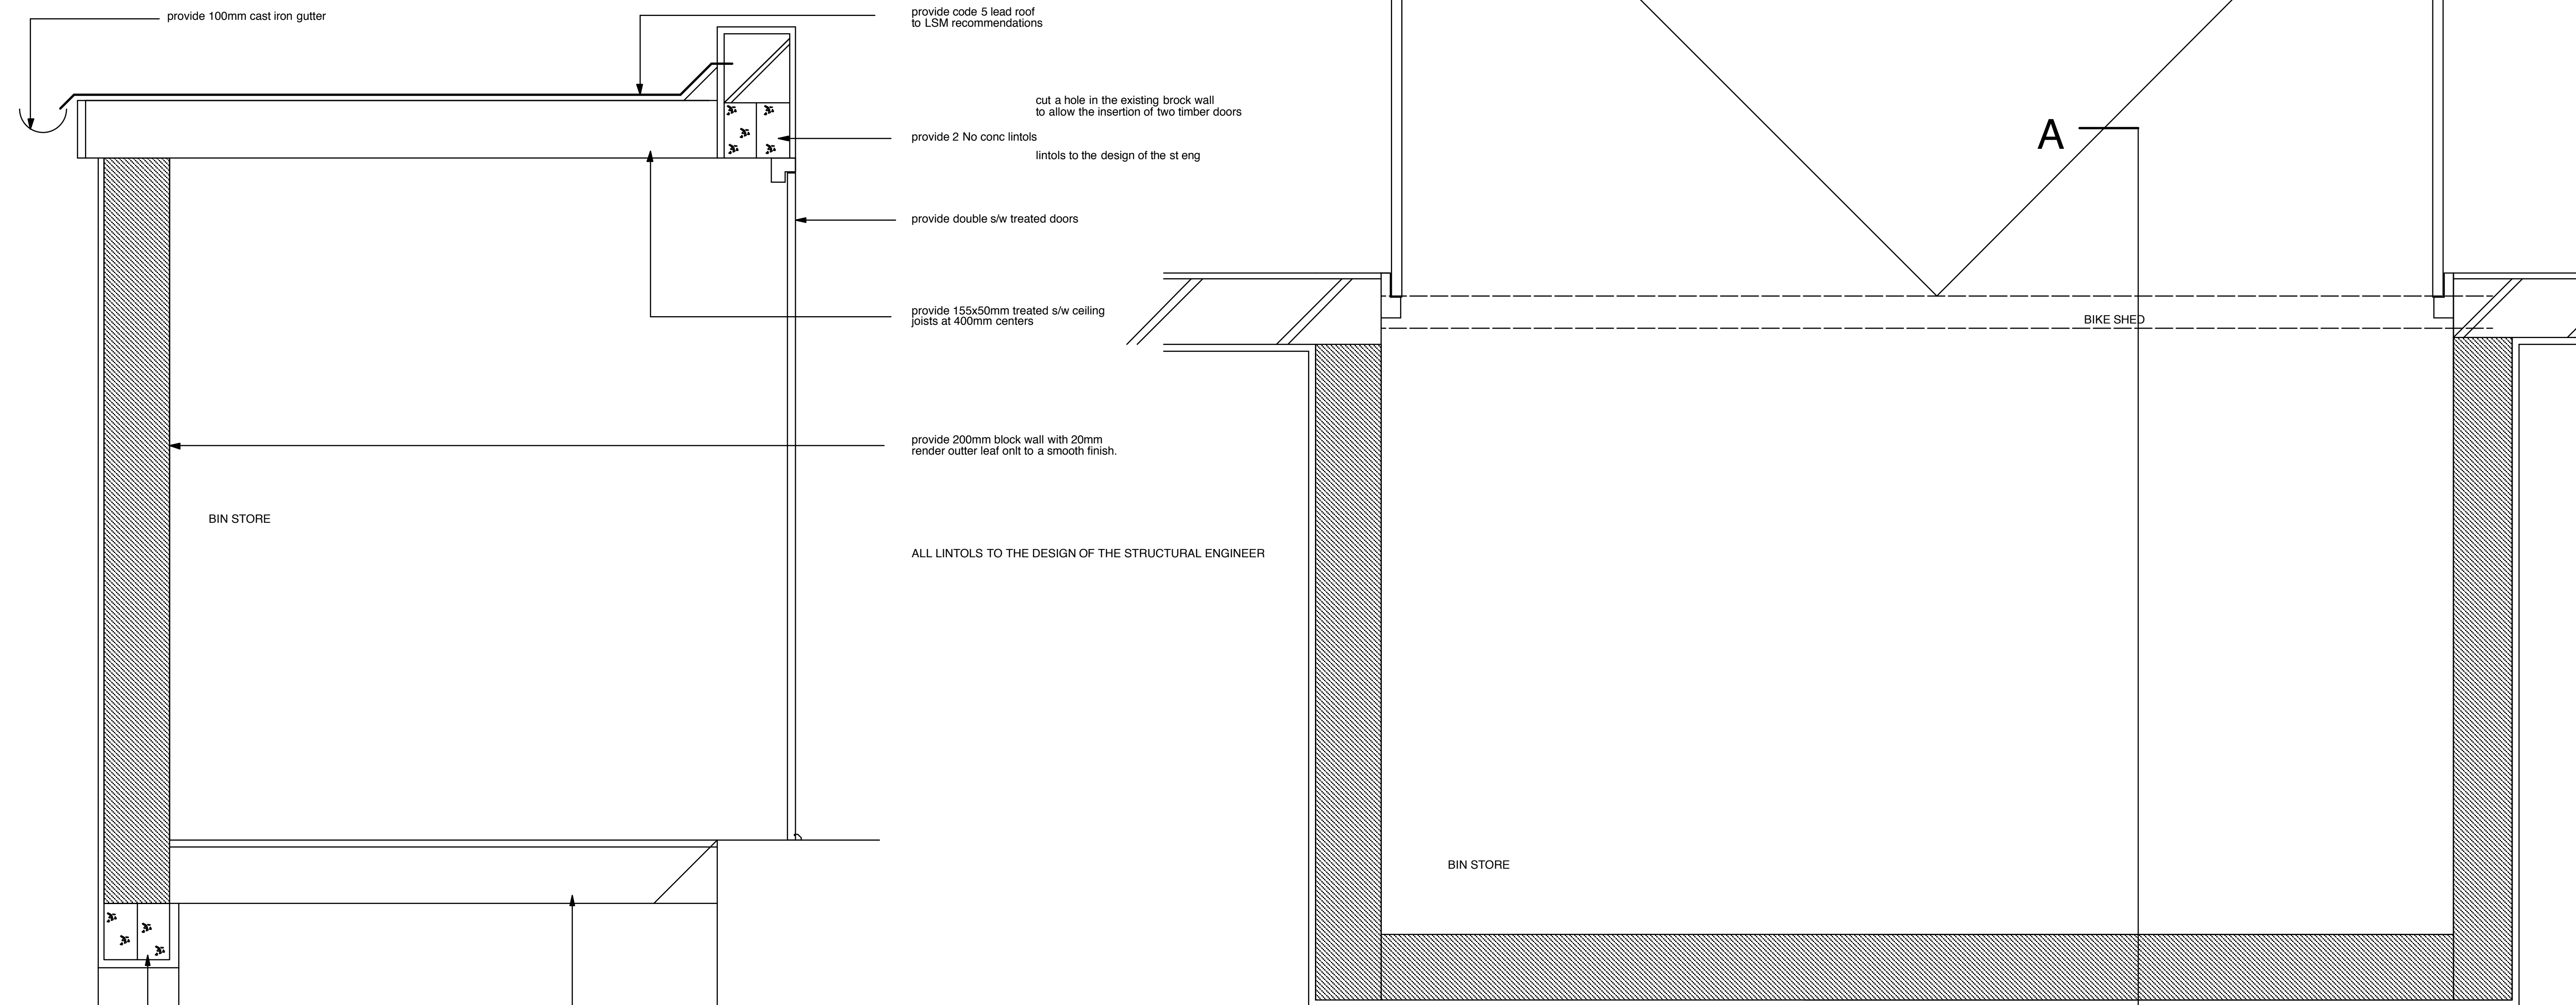 provide 100mm cast iron gutter
provide code 5 lead roof
to LSM recommendations
cut a hole in the existing brock wall
to allow the insertion of two timber doors
provide 2 No conc lintols
lintols to the design of the st eng
provide double s/w treated doors
provide 155x50mm treated s/w ceiling
joists at 400mm centers
provide 200mm block wall with 20mm
render outter leaf onlt to a smooth finish.
BIN STORE
ALL LINTOLS TO THE DESIGN OF THE STRUCTURAL ENGINEER
A
BIKE SHED
BIN STORE